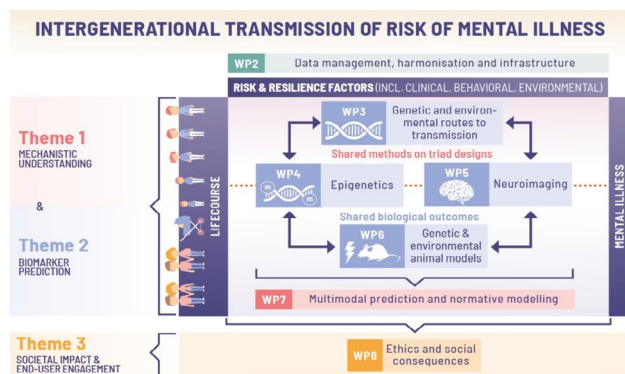 INTERGENERATIONAL TRANSMISSION OF RISK OF MENTAL ILLNESS
WP2 Data management, harmonisation and infrastructure
RISK & RESILIENCE FACTORS (INCL. CLINICAL, BEHAVIORAL, ENVIRONMENTAL)
Theme 1
MECHANISTIC
UNDERSTANDING
&
Theme 2
BIOMARKER
PREDICTION
LIFECOURSE
WP3
Genetic and environ-
mental routes to
transmission
Shared methods on triad designs
WP4
m
m
Epigenetics
WP5
Neuroimaging
Shared biological outcomes
WP6
Genetic &
environmental
animal models
MENTAL ILLNESS
WP7 Multimodal prediction and normative modelling
Theme 3
SOCIETAL IMPACT &
END-USER ENGAGEMENT
WP8
Ethics and social
consequences